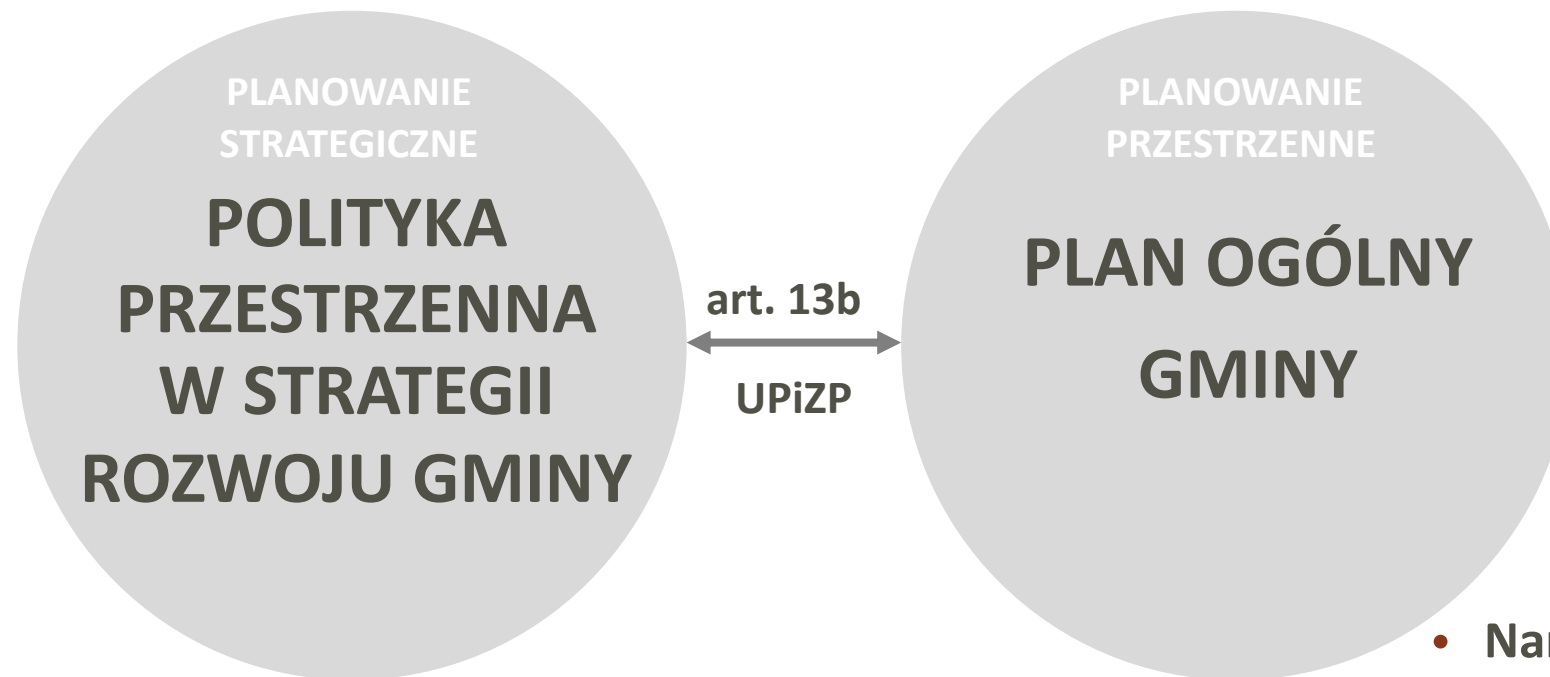 PLANOWANIE
STRATEGICZNE
POLITYKA
PRZESTRZENNA
W STRATEGII
ROZWOJU GMINY
art. 13b
UPiZP
PLANOWANIE
PRZESTRZENNE
PLAN OGÓLNY
GMINY